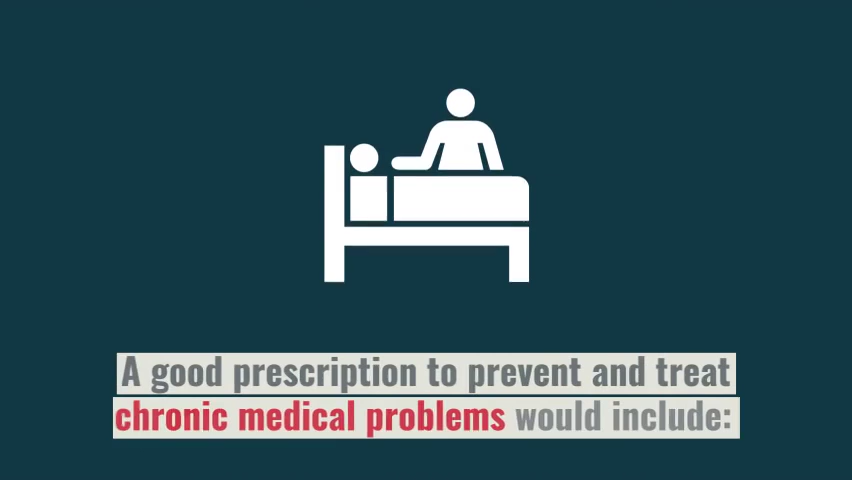 A good prescription to prevent and treat
chronic medical problems would include: